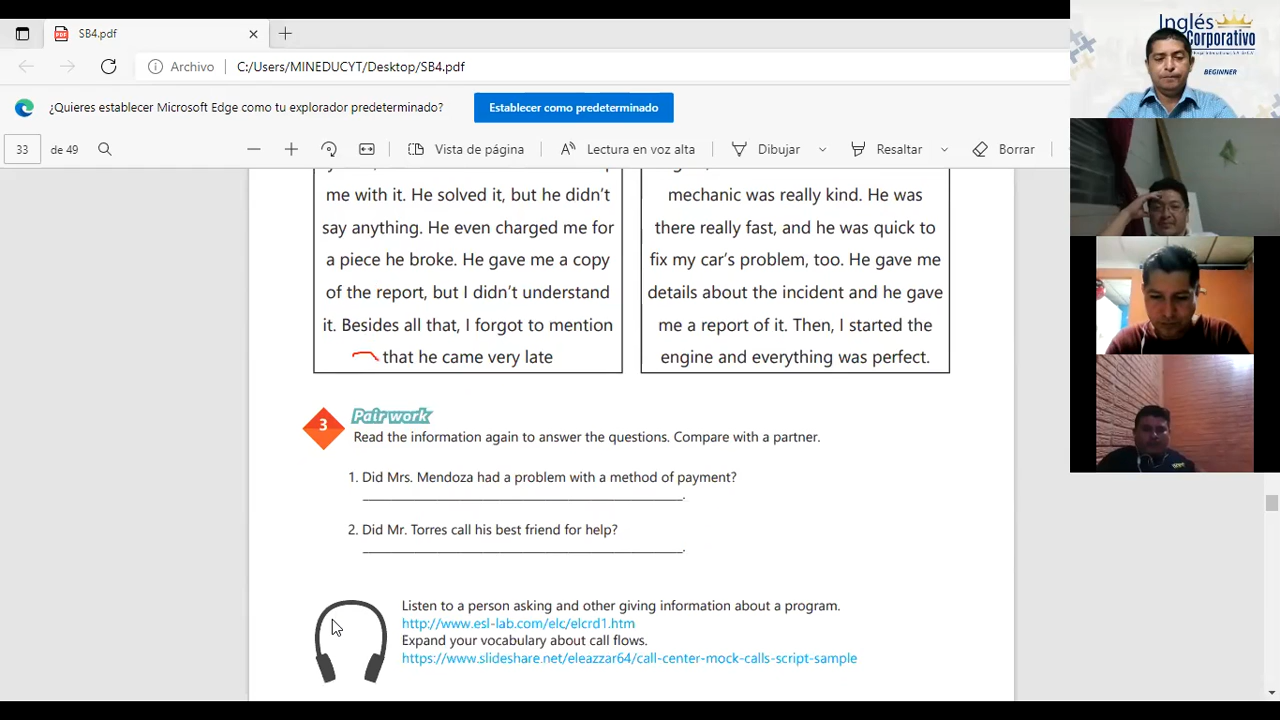 SB4.pdf
Archivo C:/Users/MINEDUCYT/Desktop/SB4.pdf
¿Quieres establecer Microsoft Edge como tu explorador predeterminado? Establecer como predeterminado
33 de 49 Vista de página Lectura en voz alta Dibujar Resaltar Borrar
me with it. He solved it, but he didn't
say anything. He even charged me for
a piece he broke. He gave me a copy
of the report, but I didn't understand
it. Besides all that, I forgot to mention
that he came very late
mechanic was really kind. He was
there really fast, and he was quick to
fix my car's problem, too. He gave me
details about the incident and he gave
me a report of it. Then, I started the
engine and everything was perfect.
3 Pair work
Read the information again to answer the questions. Compare with a partner.
1. Did Mrs. Mendoza had a problem with a method of payment?
2. Did Mr. Torres call his best friend for help?
Listen to a person asking and other giving information about a program.
http://www.esl-lab.com/elc/elcrd1.htm
Expand your vocabulary about call flows.
https://www.slideshare.net/eleazzar64/call-center-mock-calls-script-sample
Inglés
Corporativo
BEGINNER